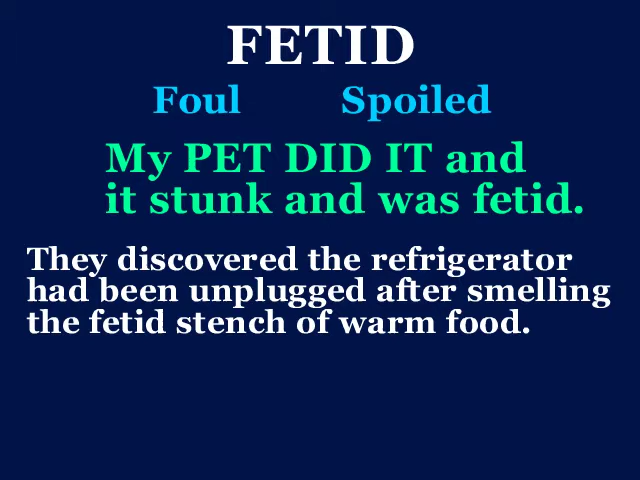 FETID
Foul Spoiled
My PET DID IT and
it stunk and was fetid.
They discovered the refrigerator
had been unplugged after smelling
the fetid stench of warm food.